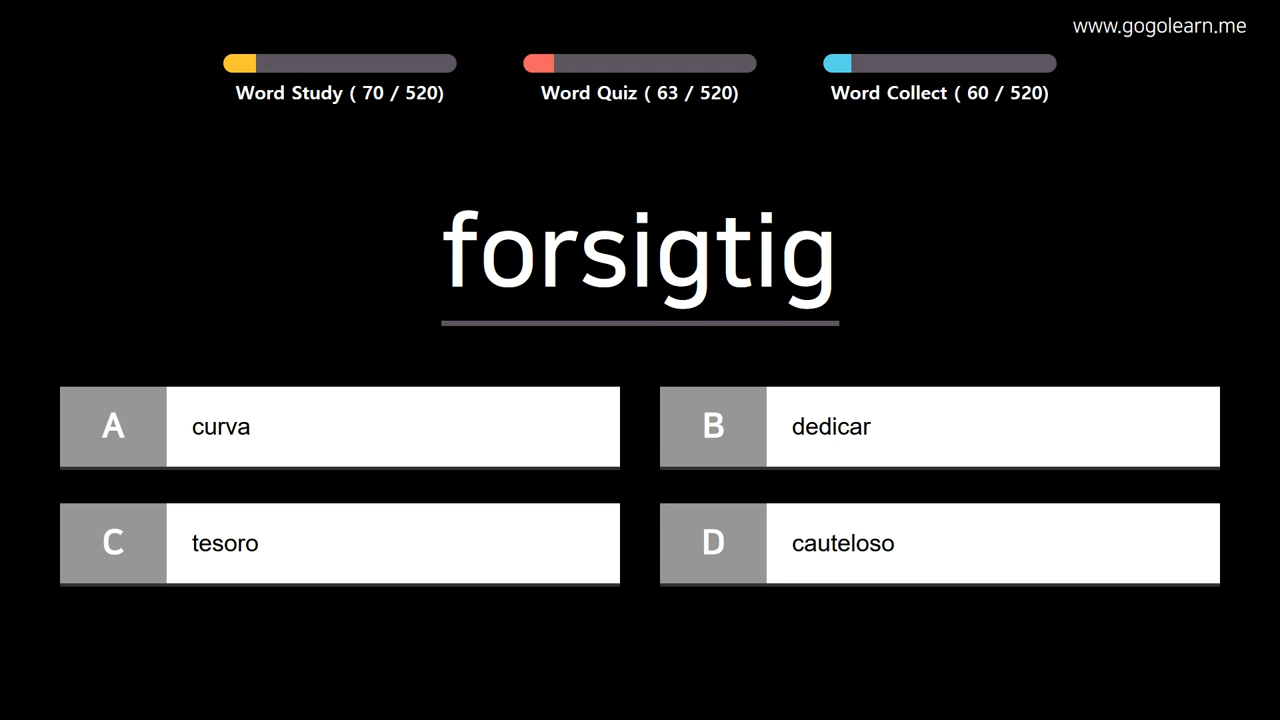 www.gogolearn.me
Word Study ( 70 / 520)
Word Quiz ( 63 / 520)
Word Collect ( 60 / 520)
forsigtig
A curva
B dedicar
C tesoro
D cauteloso